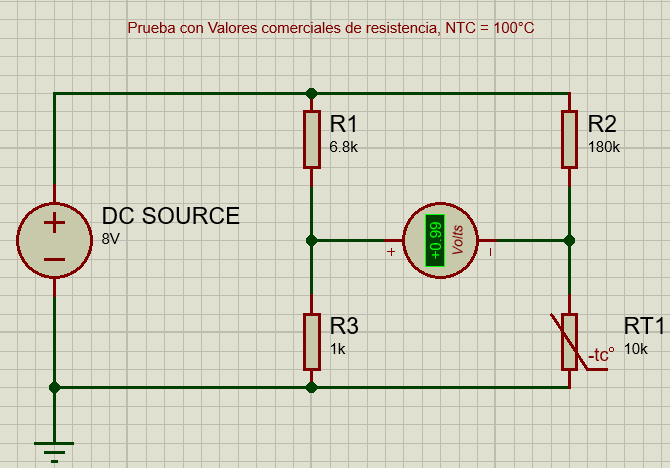 Prueba con Valores comerciales de resistencia, NTC = 100°C
R1
6.8k
R2
180k
DC SOURCE
8V
+0.99
Volts
R3
1k
RT1
10k
-tc°